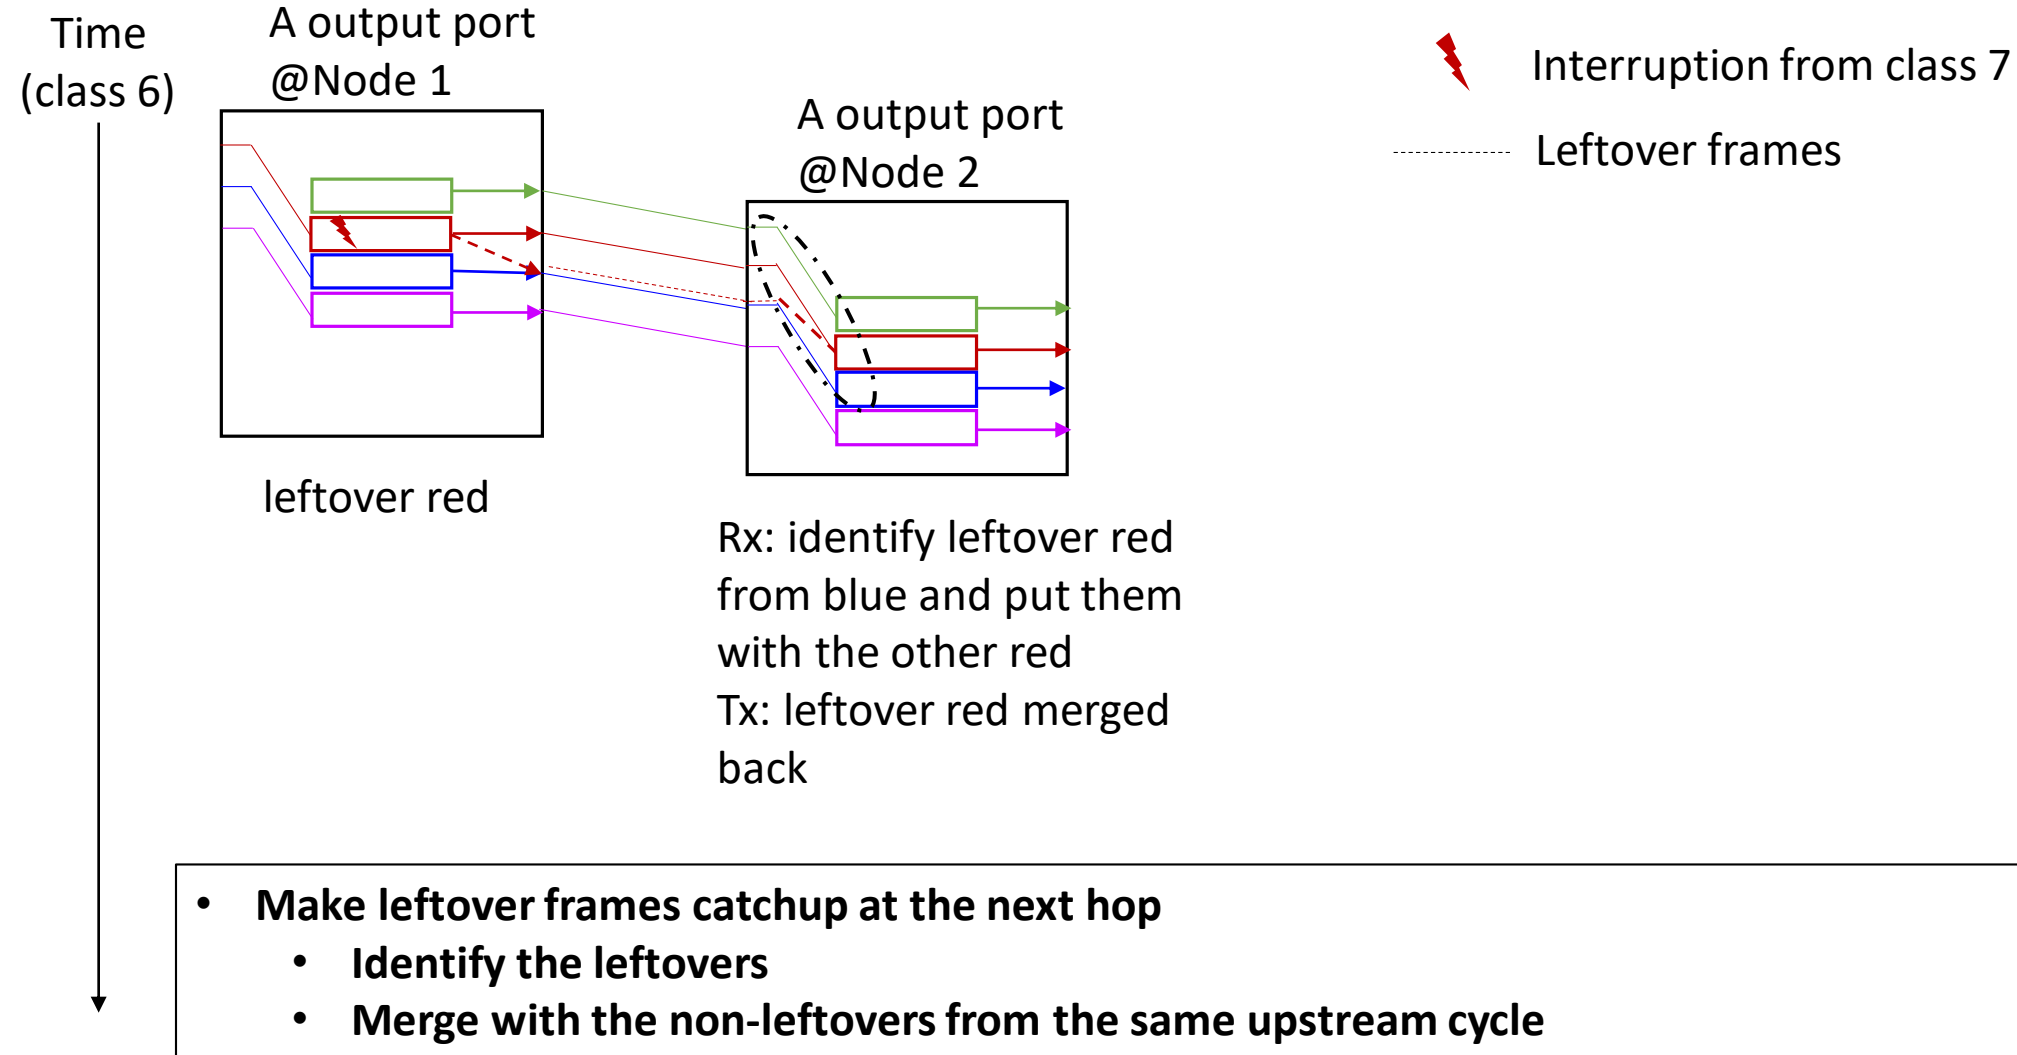 Time
(class 6)
A output port
@Node 1
A output port
@Node 2
Interruption from class 7
Leftover frames
leftover red
Rx: identify leftover red
from blue and put them
with the other red
Tx: leftover red merged
back
• Make leftover frames catchup at the next hop
• Identify the leftovers
• Merge with the non-leftovers from the same upstream cycle